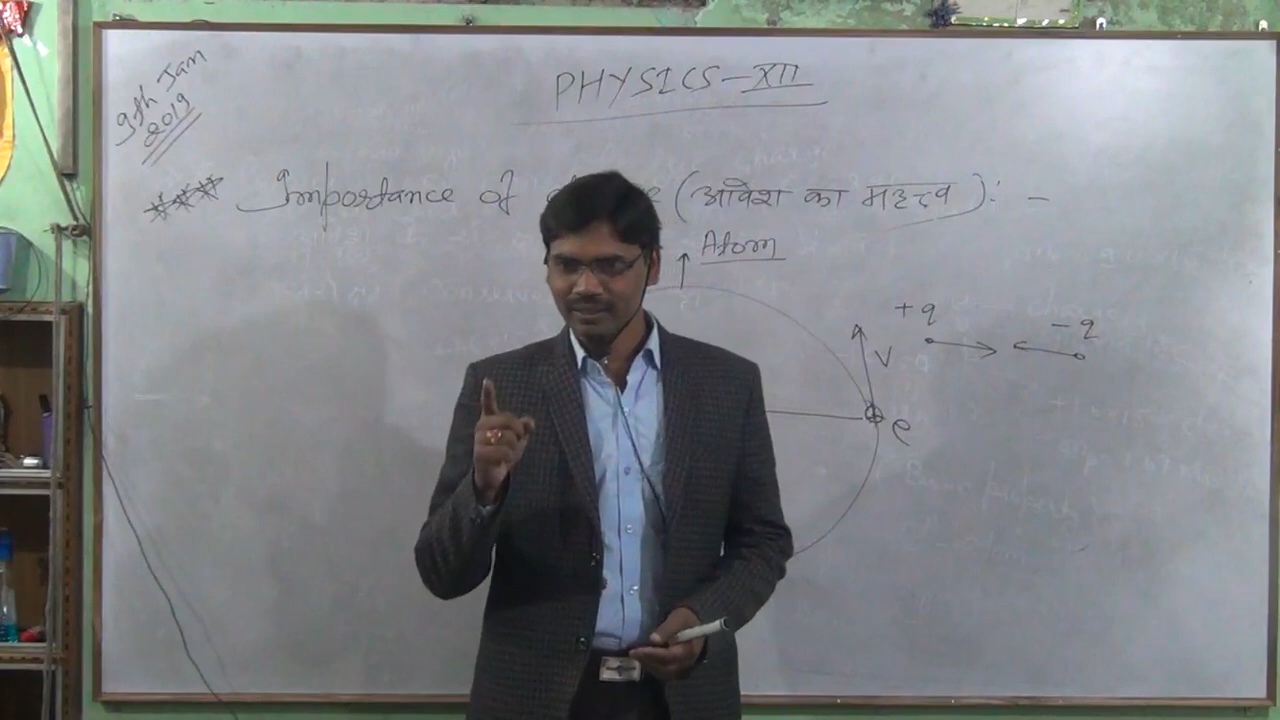 9th Jan
2019
PHYSICS-XII
*** Importance of (आवेश का महत्त्व):-
Atom
+q
-q
V
e